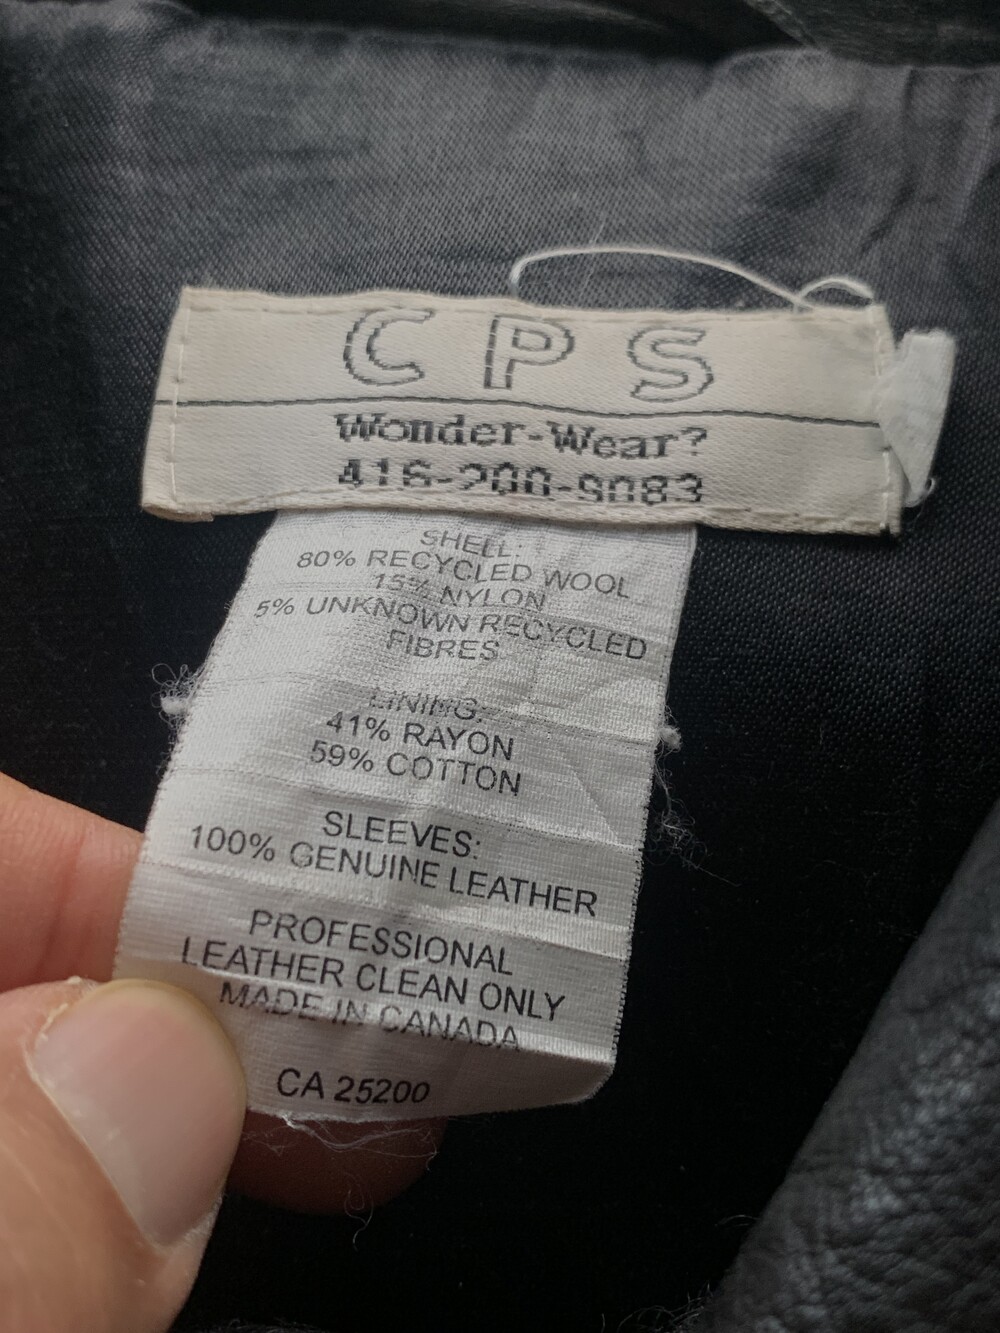 C P S
Wonder-Wear?
416-200-9083
SHELL:
80% RECYCLED WOOL
15% NYLON
5% UNKNOWN RECYCLED
FIBRES
LINING:
41% RAYON
59% COTTON
SLEEVES:
100% GENUINE LEATHER
PROFESSIONAL
LEATHER CLEAN ONLY
MADE IN CANADA
CA 25200